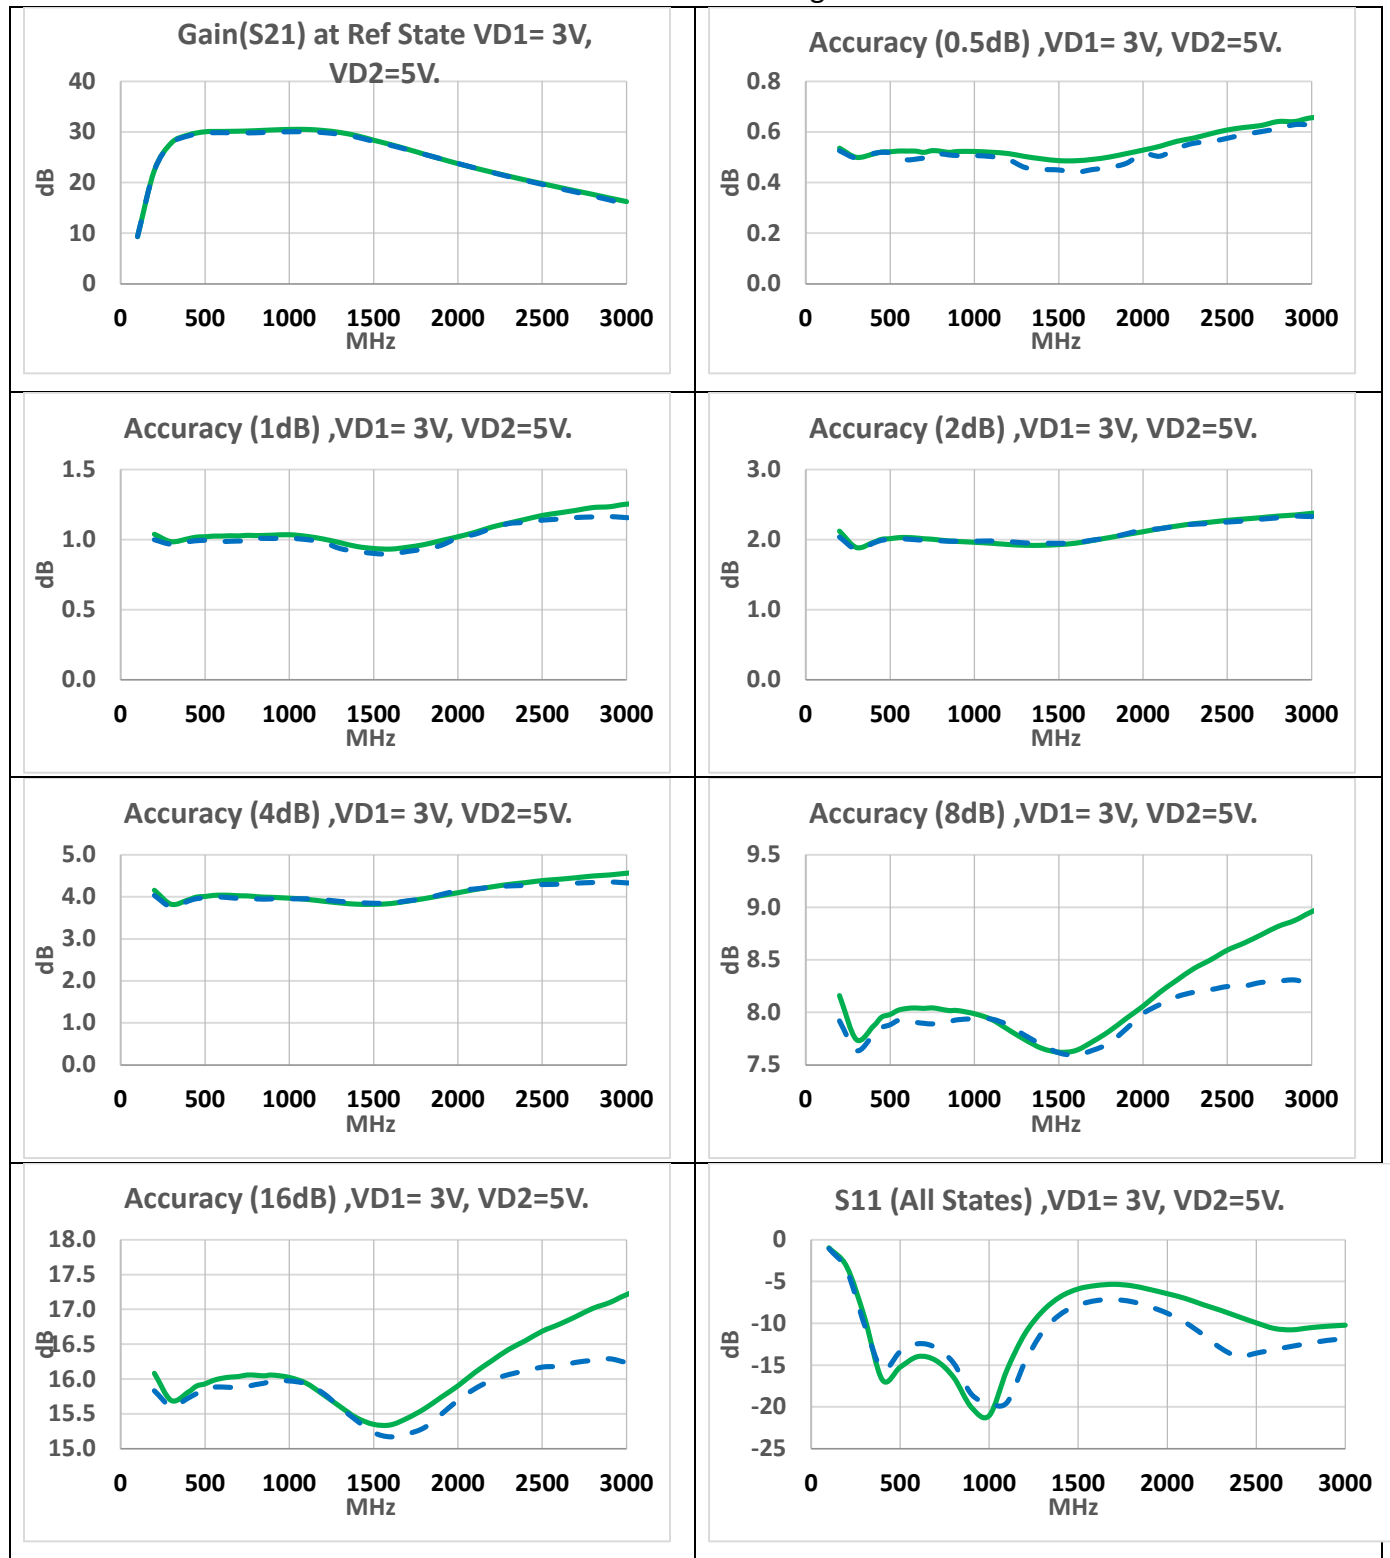 Gain(S21) at Ref State VD1= 3V,
VD2=5V.
40
30
20
10
0
dB
0 500 1000 1500 2000 2500 3000
MHz
Accuracy (0.5dB) ,VD1= 3V, VD2=5V.
0.8
0.6
0.4
0.2
0.0
dB
0 500 1000 1500 2000 2500 3000
MHz
Accuracy (1dB) ,VD1= 3V, VD2=5V.
1.5
1.0
0.5
0.0
dB
0 500 1000 1500 2000 2500 3000
MHz
Accuracy (2dB) ,VD1= 3V, VD2=5V.
3.0
2.0
1.0
0.0
dB
0 500 1000 1500 2000 2500 3000
MHz
Accuracy (4dB) ,VD1= 3V, VD2=5V.
5.0
4.0
3.0
2.0
1.0
0.0
dB
0 500 1000 1500 2000 2500 3000
MHz
Accuracy (8dB) ,VD1= 3V, VD2=5V.
9.5
9.0
8.5
8.0
7.5
dB
0 500 1000 1500 2000 2500 3000
MHz
Accuracy (16dB) ,VD1= 3V, VD2=5V.
18.0
17.5
17.0
16.5
16.0
15.5
15.0
dB
0 500 1000 1500 2000 2500 3000
MHz
S11 (All States) ,VD1= 3V, VD2=5V.
0
-5
-10
-15
-20
-25
dB
0 500 1000 1500 2000 2500 3000
MHz